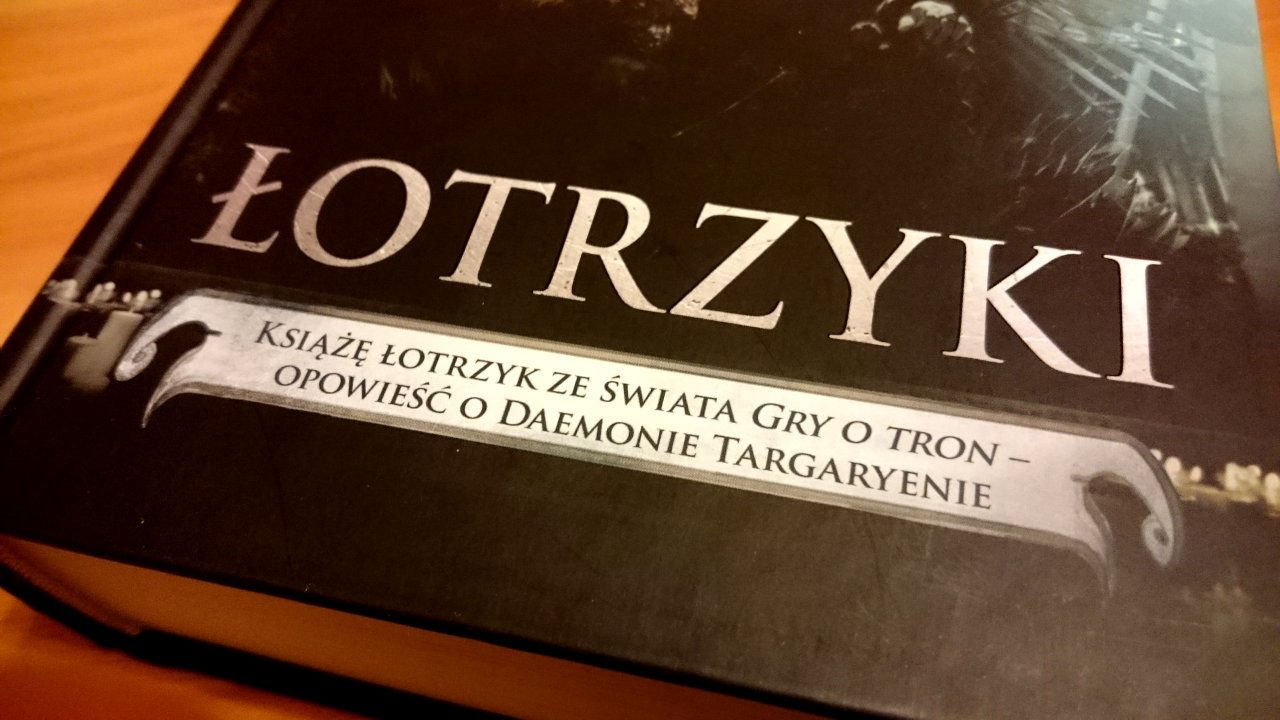 ŁOTRZYKI
KSIĄŻĘ ŁOTRZYK ZE ŚWIATA GRY O TRON –
OPOWIEŚĆ O DAEMONIE TARGARYENIE